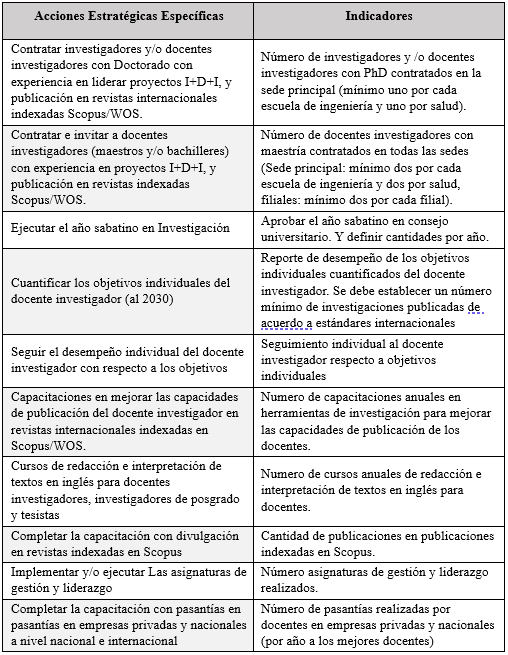 Acciones Estratégicas Específicas
Indicadores
Contratar investigadores y/o docentes
investigadores con Doctorado con
experiencia en liderar proyectos I+D+I, y
publicación en revistas internacionales
indexadas Scopus/WOS.
Número de investigadores y /o docentes
investigadores con PhD contratados en la
sede principal (mínimo uno por cada
escuela de ingeniería y uno por salud).
Contratar e invitar a docentes
investigadores (maestros y/o bachilleres)
con experiencia en proyectos I+D+I, y
publicación en revistas indexadas
Scopus/WOS.
Número de docentes investigadores con
maestría contratados en todas las sedes
(Sede principal: mínimo dos por cada
escuela de ingeniería y dos por salud,
filiales: mínimo dos por cada filial).
Ejecutar el año sabatino en Investigación
Aprobar el año sabatino en consejo
universitario. Y definir cantidades por año.
Cuantificar los objetivos individuales del
docente investigador (al 2030)
Reporte de desempeño de los objetivos
individuales cuantificados del docente
investigador. Se debe establecer un número
mínimo de investigaciones publicadas de
acuerdo a estándares internacionales
Seguir el desempeño individual del docente
investigador con respecto a los objetivos
Seguimiento individual al docente
investigador respecto a objetivos
individuales
Capacitaciones en mejorar las capacidades
de publicación del docente investigador en
revistas internacionales indexadas en
Scopus/WOS.
Numero de capacitaciones anuales en
herramientas de investigación para mejorar
las capacidades de publicación de los
docentes.
Cursos de redacción e interpretación de
textos en inglés para docentes
investigadores, investigadores de posgrado
y tesistas
Numero de cursos anuales de redacción e
interpretación de textos en inglés para
docentes.
Completar la capacitación con divulgación
en revistas indexadas en Scopus
Cantidad de publicaciones en publicaciones
indexadas en Scopus.
Implementar y/o ejecutar Las asignaturas de
gestión y liderazgo
Número asignaturas de gestión y liderazgo
realizados.
Completar la capacitación con pasantías en
pasantías en empresas privadas y nacionales
a nivel nacional e internacional
Número de pasantías realizadas por
docentes en empresas privadas y nacionales
(por año a los mejores docentes)